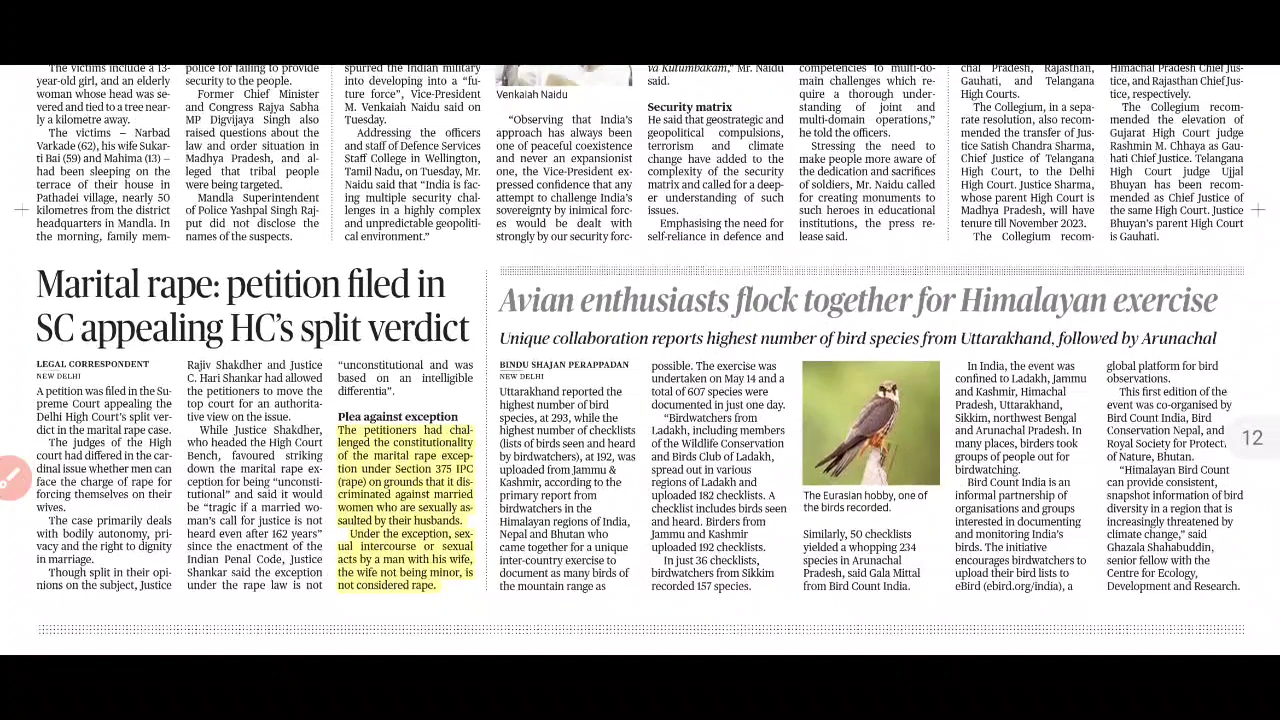 The victims include a 13-
year-old girl, and an elderly
woman whose head was se-
vered and tied to a tree near-
ly a kilometre away.
The victims – Narbad
Varkade (62), his wife Sukar-
ti Bai (59) and Mahima (13) –
had been sleeping on the
terrace of their house in
Pathadei village, nearly 50
kilometres from the district
headquarters in Mandla. In
the morning, family mem-
police for failing to provide
security to the people.
Former Chief Minister
and Congress Rajya Sabha
MP Digvijaya Singh also
raised questions about the
law and order situation in
Madhya Pradesh, and al-
leged that tribal people
were being targeted.
Mandla Superintendent
of Police Yashpal Singh Raj-
put did not disclose the
names of the suspects.
spurred the Indian military
into developing into a “fu-
ture force”, Vice-President
M. Venkaiah Naidu said on
Tuesday.
Addressing the officers
and staff of Defence Services
Staff College in Wellington,
Tamil Nadu, on Tuesday, Mr.
Naidu said that “India is fac-
ing multiple security chal-
lenges in a highly complex
and unpredictable geopoliti-
cal environment.”
Venkaiah Naidu
“Observing that India’s
approach has always been
one of peaceful coexistence
and never an expansionist
one, the Vice-President ex-
pressed confidence that any
attempt to challenge India’s
sovereignty by inimical forc-
es would be dealt with
strongly by our security forc-
va Kutumbakam,” Mr. Naidu
said.
Security matrix
He said that geostrategic and
geopolitical compulsions,
terrorism and climate
change have added to the
complexity of the security
matrix and called for a deep-
er understanding of such
issues.
Emphasising the need for
self-reliance in defence and
competencies to multi-do-
main challenges which re-
quire a thorough under-
standing of joint and
multi-domain operations,”
he told the officers.
Stressing the need to
make people more aware of
the dedication and sacrifices
of soldiers, Mr. Naidu called
for creating monuments to
such heroes in educational
institutions, the press re-
lease said.
chal Pradesh, Rajasthan,
Gauhati, and Telangana
High Courts.
The Collegium, in a sepa-
rate resolution, also recom-
mended the transfer of Jus-
tice Satish Chandra Sharma,
Chief Justice of Telangana
High Court, to the Delhi
High Court. Justice Sharma,
whose parent High Court is
Madhya Pradesh, will have
tenure till November 2023.
The Collegium recom-
Himachal Pradesh Chief Jus-
tice, and Rajasthan Chief Jus-
tice, respectively.
The Collegium recom-
mended the elevation of
Gujarat High Court judge
Rashmin M. Chhaya as Gau-
hati Chief Justice. Telangana
High Court judge Ujjal
Bhuyan has been recom-
mended as Chief Justice of
the same High Court. Justice
Bhuyan’s parent High Court
is Gauhati.
Marital rape: petition filed in
SC appealing HC’s split verdict
LEGAL CORRESPONDENT
NEW DELHI
A petition was filed in the Su-
preme Court appealing the
Delhi High Court’s split ver-
dict in the marital rape case.
The judges of the High
court had differed in the car-
dinal issue whether men can
face the charge of rape for
forcing themselves on their
wives.
The case primarily deals
with bodily autonomy, pri-
vacy and the right to dignity
in marriage.
Though split in their opi-
nions on the subject, Justice
Rajiv Shakdher and Justice
C. Hari Shankar had allowed
the petitioners to move the
top court for an authorita-
tive view on the issue.
While Justice Shakdher,
who headed the High Court
Bench, favoured striking
down the marital rape ex-
ception for being “unconsti-
tutional” and said it would
be “tragic if a married wo-
man’s call for justice is not
heard even after 162 years”
since the enactment of the
Indian Penal Code, Justice
Shankar said the exception
under the rape law is not
“unconstitutional and was
based on an intelligible
differentia”.
Plea against exception
The petitioners had chal-
lenged the constitutionality
of the marital rape excep-
tion under Section 375 IPC
(rape) on grounds that it dis-
criminated against married
women who are sexually as-
saulted by their husbands.
Under the exception, sex-
ual intercourse or sexual
acts by a man with his wife,
the wife not being minor, is
not considered rape.
Avian enthusiasts flock together for Himalayan exercise
Unique collaboration reports highest number of bird species from Uttarakhand, followed by Arunachal
BINDU SHAJAN PERAPPADAN
NEW DELHI
Uttarakhand reported the
highest number of bird
species, at 293, while the
highest number of checklists
(lists of birds seen and heard
by birdwatchers), at 192, was
uploaded from Jammu &
Kashmir, according to the
primary report from
birdwatchers in the
Himalayan regions of India,
Nepal and Bhutan who
came together for a unique
inter-country exercise to
document as many birds of
the mountain range as
possible. The exercise was
undertaken on May 14 and a
total of 607 species were
documented in just one day.
“Birdwatchers from
Ladakh, including members
of the Wildlife Conservation
and Birds Club of Ladakh,
spread out in various
regions of Ladakh and
uploaded 182 checklists. A
checklist includes birds seen
and heard. Birders from
Jammu and Kashmir
uploaded 192 checklists.
In just 36 checklists,
birdwatchers from Sikkim
recorded 157 species.
The Eurasian hobby, one of
the birds recorded.
Similarly, 50 checklists
yielded a whopping 234
species in Arunachal
Pradesh, said Gala Mittal
from Bird Count India.
In India, the event was
confined to Ladakh, Jammu
and Kashmir, Himachal
Pradesh, Uttarakhand,
Sikkim, northwest Bengal
and Arunachal Pradesh. In
many places, birders took
groups of people out for
birdwatching.
Bird Count India is an
informal partnership of
organisations and groups
interested in documenting
and monitoring India’s
birds. The initiative
encourages birdwatchers to
upload their bird lists to
eBird (ebird.org/india), a
global platform for bird
observations.
This first edition of the
event was co-organised by
Bird Count India, Bird
Conservation Nepal, and
Royal Society for Protect.
of Nature, Bhutan.
“Himalayan Bird Count
can provide consistent,
snapshot information of bird
diversity in a region that is
increasingly threatened by
climate change,” said
Ghazala Shahabuddin,
senior fellow with the
Centre for Ecology,
Development and Research.
12